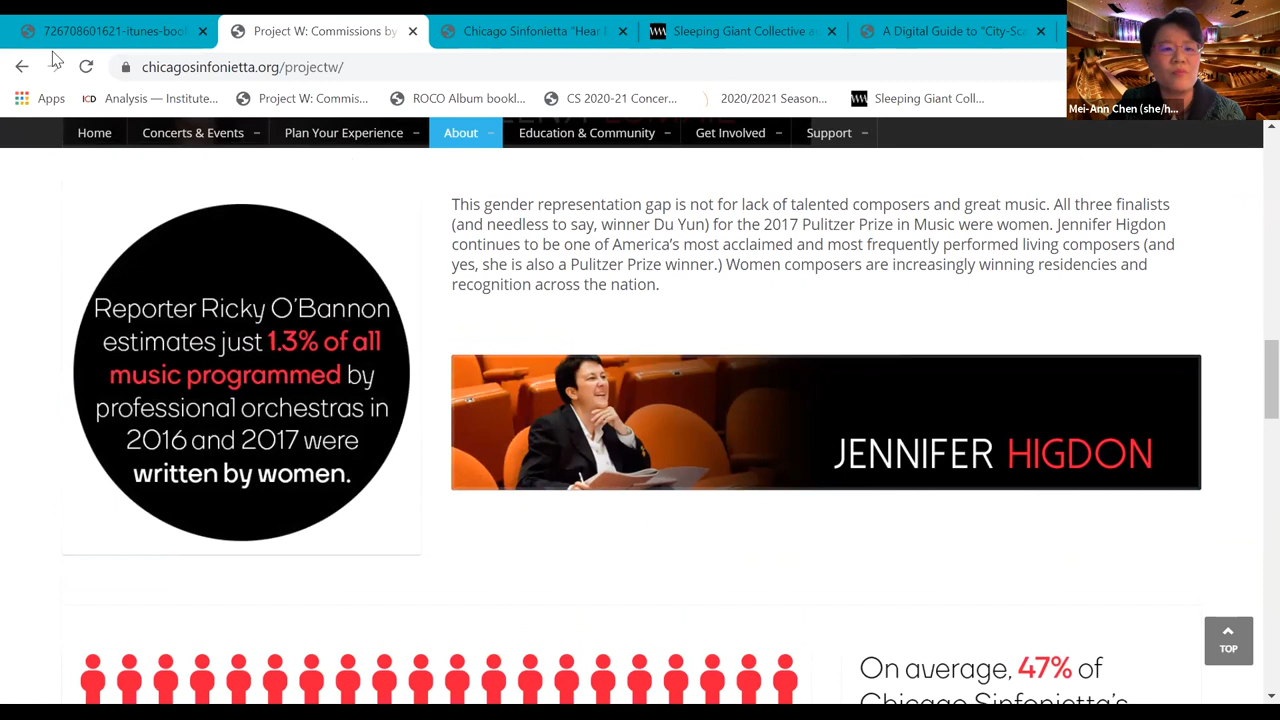 726708601621-itunes-bool
Project W: Commissions by
Chicago Sinfonietta "Hear
Sleeping Giant Collective
A Digital Guide to "City-Sc
chicagosinfonietta.org/projectw/
Apps
ICD Analysis — Institute...
Project W: Commis...
ROCO Album bookl...
CS 2020-21 Concer...
2020/2021 Season...
Sleeping Giant Coll...
Mei-Ann Chen (she/h...
Home
Concerts & Events
Plan Your Experience
About
Education & Community
Get Involved
Support
Reporter Ricky O'Bannon
estimates just 1.3% of all
music programmed by
professional orchestras in
2016 and 2017 were
written by women.
This gender representation gap is not for lack of talented composers and great music. All three finalists
(and needless to say, winner Du Yun) for the 2017 Pulitzer Prize in Music were women. Jennifer Higdon
continues to be one of America's most acclaimed and most frequently performed living composers (and
yes, she is also a Pulitzer Prize winner.) Women composers are increasingly winning residencies and
recognition across the nation.
JENNIFER HIGDON
TOP
On average, 47% of
Chicago Sinfonietta's